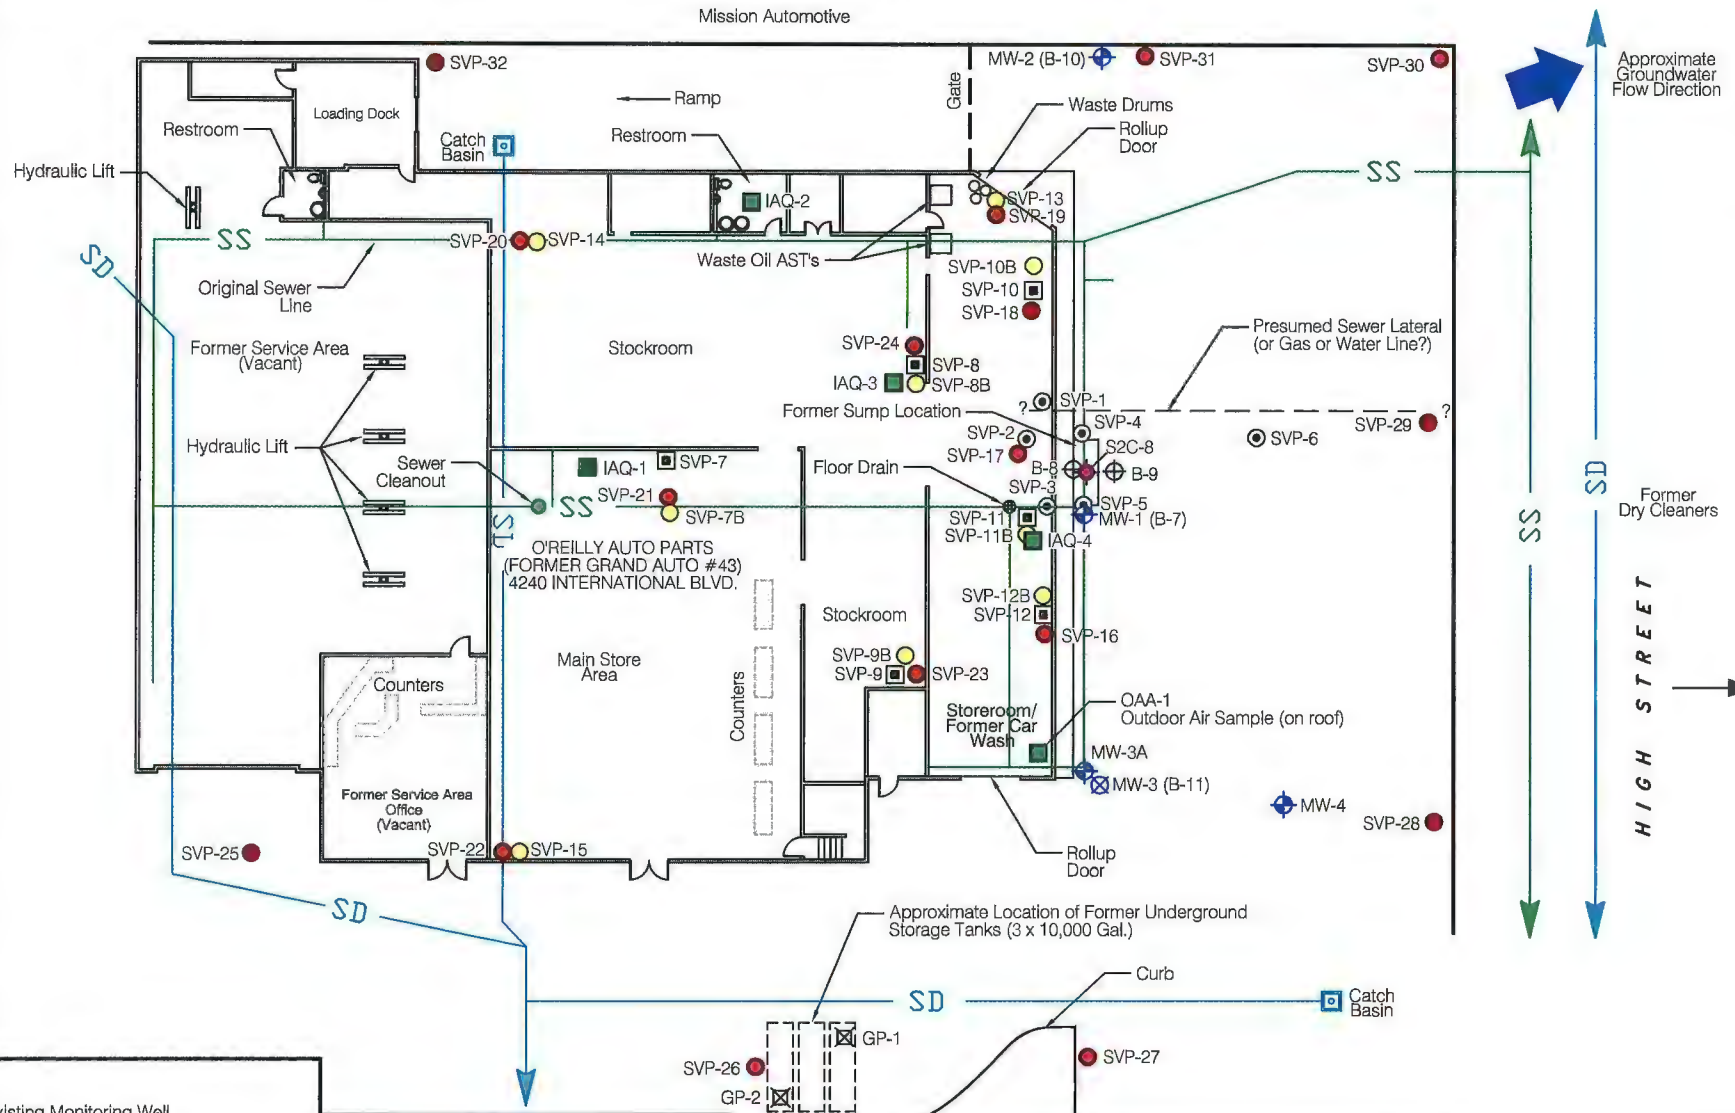 Mission Automotive
SVP-32
MW-2 (B-10)
SVP-31
SVP-30
Approximate
Groundwater
Flow Direction
Gate
Ramp
Waste Drums
Loading Dock
Restroom
Catch
Basin
Restroom
Rollup
Door
Hydraulic Lift
SS
IAQ-2
SVP-13
SVP-19
SS
SVP-20
SVP-14
SD
Waste Oil AST's
SVP-10B
SVP-10
SVP-18
Original Sewer
Line
Former Service Area
(Vacant)
Stockroom
SVP-24
SVP-8
IAQ-3
SVP-8B
Presumed Sewer Lateral
(or Gas or Water Line?)
SVP-1
Former Sump Location
?
?
SVP-4
SVP-29
SVP-2
SVP-6
S2C-8
SVP-17
Hydraulic Lift
Sewer
Cleanout
IAQ-1
SVP-7
Floor Drain
B-8
B-9
SD
SVP-3
SVP-21
SS
SVP-5
SVP-7B
SVP-11
MW-1 (B-7)
SS
Former
Dry Cleaners
SVP-11B
IAQ-4
SD
O'REILLY AUTO PARTS
(FORMER GRAND AUTO #43)
4240 INTERNATIONAL BLVD.
SVP-12B
SVP-12
Stockroom
SVP-16
SVP-9B
SVP-9
SVP-23
Main Store
Area
Counters
Counters
HIGH STREET
Storeroom/
Former Car
Wash
OAA-1
Outdoor Air Sample (on roof)
MW-3A
MW-3 (B-11)
Former Service Area
Office
(Vacant)
MW-4
SVP-28
SVP-25
SVP-22
SVP-15
Rollup
Door
SD
Approximate Location of Former Underground
Storage Tanks (3 x 10,000 Gal.)
Curb
SD
Catch
Basin
GP-1
SVP-26
SVP-27
GP-2
xisting Monitoring Well